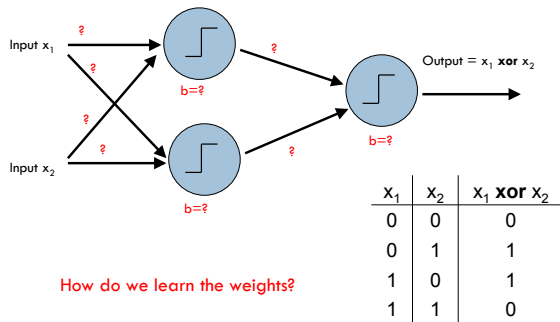 ?
?
Input x₁
Output = x₁ xor x₂
?
b=?
?
b=?
?
?
Input x₂
b=?
x₁ x₂ x₁ xor x₂
0 0 0
0 1 1
1 0 1
1 1 0
How do we learn the weights?